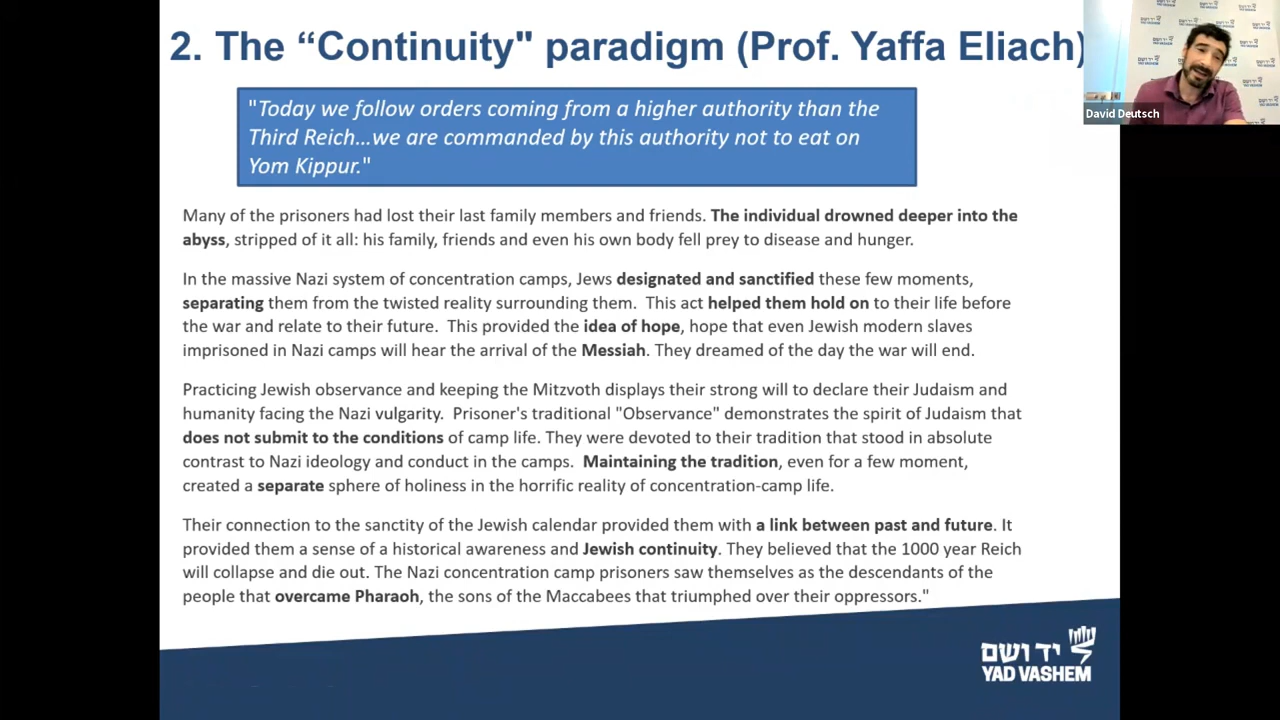 2. The “Continuity" paradigm (Prof. Yaffa Eliach)
"Today we follow orders coming from a higher authority than the
Third Reich...we are commanded by this authority not to eat on
Yom Kippur."
Many of the prisoners had lost their last family members and friends. The individual drowned deeper into the
abyss, stripped of it all: his family, friends and even his own body fell prey to disease and hunger.
In the massive Nazi system of concentration camps, Jews designated and sanctified these few moments,
separating them from the twisted reality surrounding them. This act helped them hold on to their life before
the war and relate to their future. This provided the idea of hope, hope that even Jewish modern slaves
imprisoned in Nazi camps will hear the arrival of the Messiah. They dreamed of the day the war will end.
Practicing Jewish observance and keeping the Mitzvoth displays their strong will to declare their Judaism and
humanity facing the Nazi vulgarity. Prisoner's traditional "Observance" demonstrates the spirit of Judaism that
does not submit to the conditions of camp life. They were devoted to their tradition that stood in absolute
contrast to Nazi ideology and conduct in the camps. Maintaining the tradition, even for a few moment,
created a separate sphere of holiness in the horrific reality of concentration-camp life.
Their connection to the sanctity of the Jewish calendar provided them with a link between past and future. It
provided them a sense of a historical awareness and Jewish continuity. They believed that the 1000 year Reich
will collapse and die out. The Nazi concentration camp prisoners saw themselves as the descendants of the
people that overcame Pharaoh, the sons of the Maccabees that triumphed over their oppressors."
David Deutsch
יד ושם
YAD VASHEM